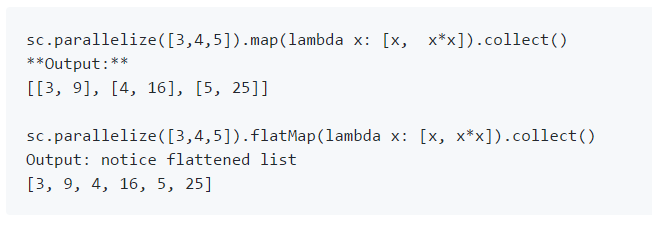 sc.parallelize([3,4,5]).map(lambda x: [x,  x*x]).collect()
**Output:**
[[3, 9], [4, 16], [5, 25]]
sc.parallelize([3,4,5]).flatMap(lambda x: [x, x*x]).collect()
Output: notice flattened list
[3, 9, 4, 16, 5, 25]